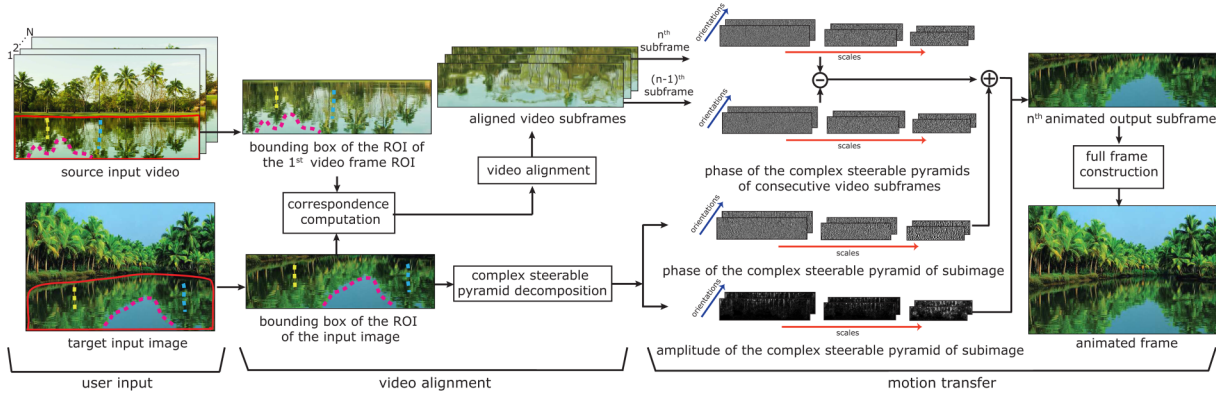 1 2 ... N
source input video
target input image
user input
bounding box of the ROI of
the 1st video frame ROI
correspondence
computation
bounding box of the ROI
of the input image
aligned video subframes
video alignment
complex steerable
pyramid decomposition
video alignment
nth
subframe
(n-1)th
subframe
orientations
scales
orientations
scales
phase of the complex steerable pyramids
of consecutive video subframes
orientations
scales
phase of the complex steerable pyramid of subimage
orientations
scales
amplitude of the complex steerable pyramid of subimage
nth animated output subframe
full frame
construction
animated frame
motion transfer